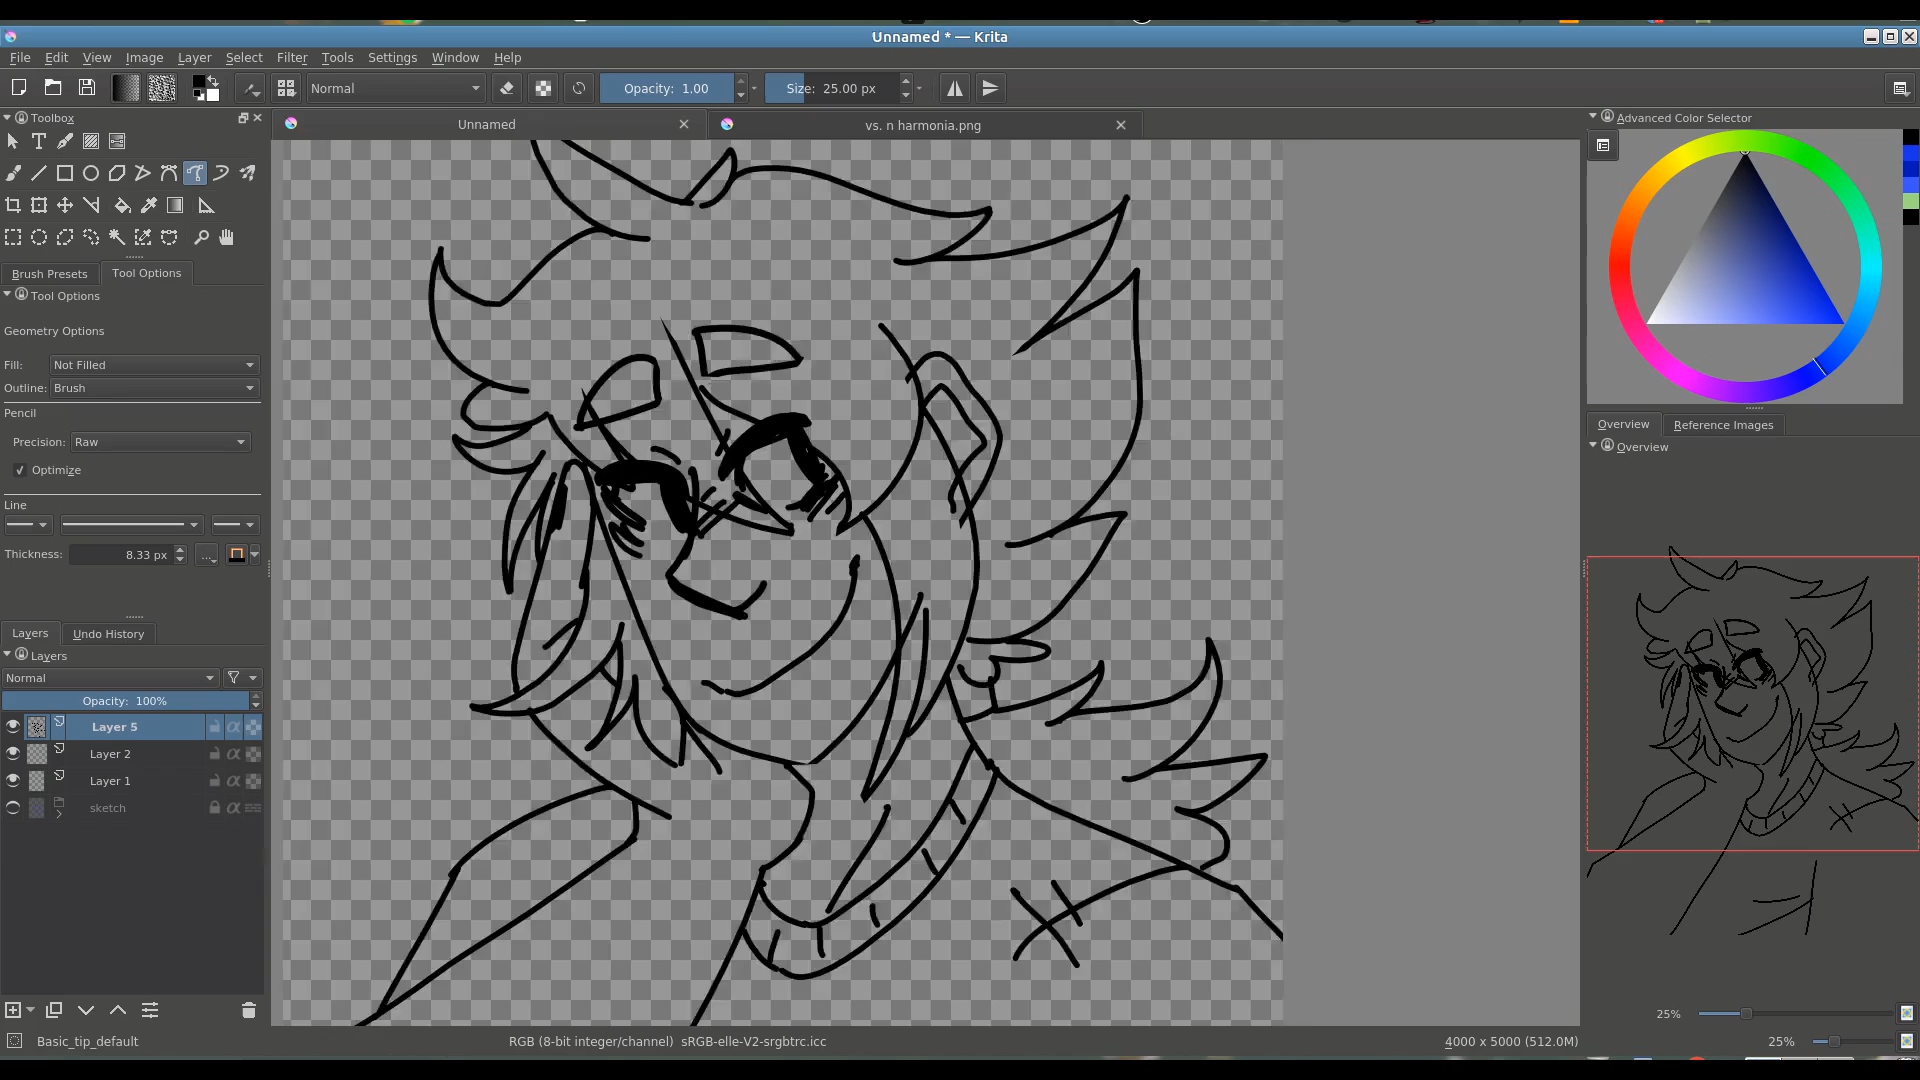 Unnamed * — Krita
File Edit View Image Layer Select Filter Tools Settings Window Help
Normal Opacity: 1.00 Size: 25.00 px
Toolbox
Unnamed vs. n harmonia.png
Advanced Color Selector
Brush Presets Tool Options
Tool Options
Geometry Options
Fill: Not Filled
Outline: Brush
Pencil
Precision: Raw
Optimize
Line
Thickness: 8.33 px ...
Layers Undo History
Layers
Normal
Opacity: 100%
Layer 5
Layer 2
Layer 1
sketch
Overview Reference Images
Overview
25%
Basic_tip_default RGB (8-bit integer/channel) sRGB-elle-V2-srgbtrc.icc 4000 x 5000 (512.0M) 25%